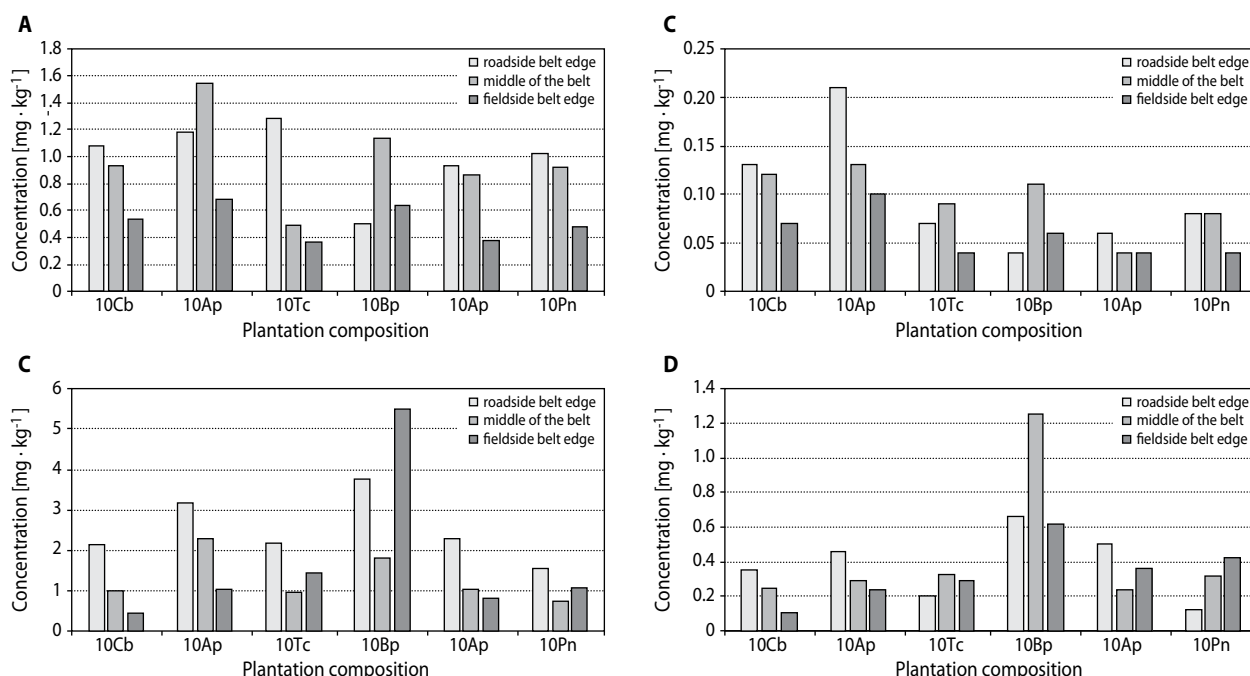 A
Concentration [mg · kg-1 ]
1.8
1.6
1.4
1.2
1.0
0.8
0.6
0.4
0.2
0
roadside belt edge
middle of the belt
fieldside belt edge
10Cb 10Ap 10Tc 10Bp 10Ap 10Pn
Plantation composition
C
Concentration [mg · kg-1 ]
0.25
0.20
0.15
0.10
0.05
0
roadside belt edge
middle of the belt
fieldside belt edge
10Cb 10Ap 10Tc 10Bp 10Ap 10Pn
Plantation composition
C
Concentration [mg · kg-1 ]
6
5
4
3
2
1
0
roadside belt edge
middle of the belt
fieldside belt edge
10Cb 10Ap 10Tc 10Bp 10Ap 10Pn
Plantation composition
D
Concentration [mg · kg-1 ]
1.4
1.2
1.0
0.8
0.6
0.4
0.2
0
roadside belt edge
middle of the belt
fieldside belt edge
10Cb 10Ap 10Tc 10Bp 10Ap 10Pn
Plantation composition